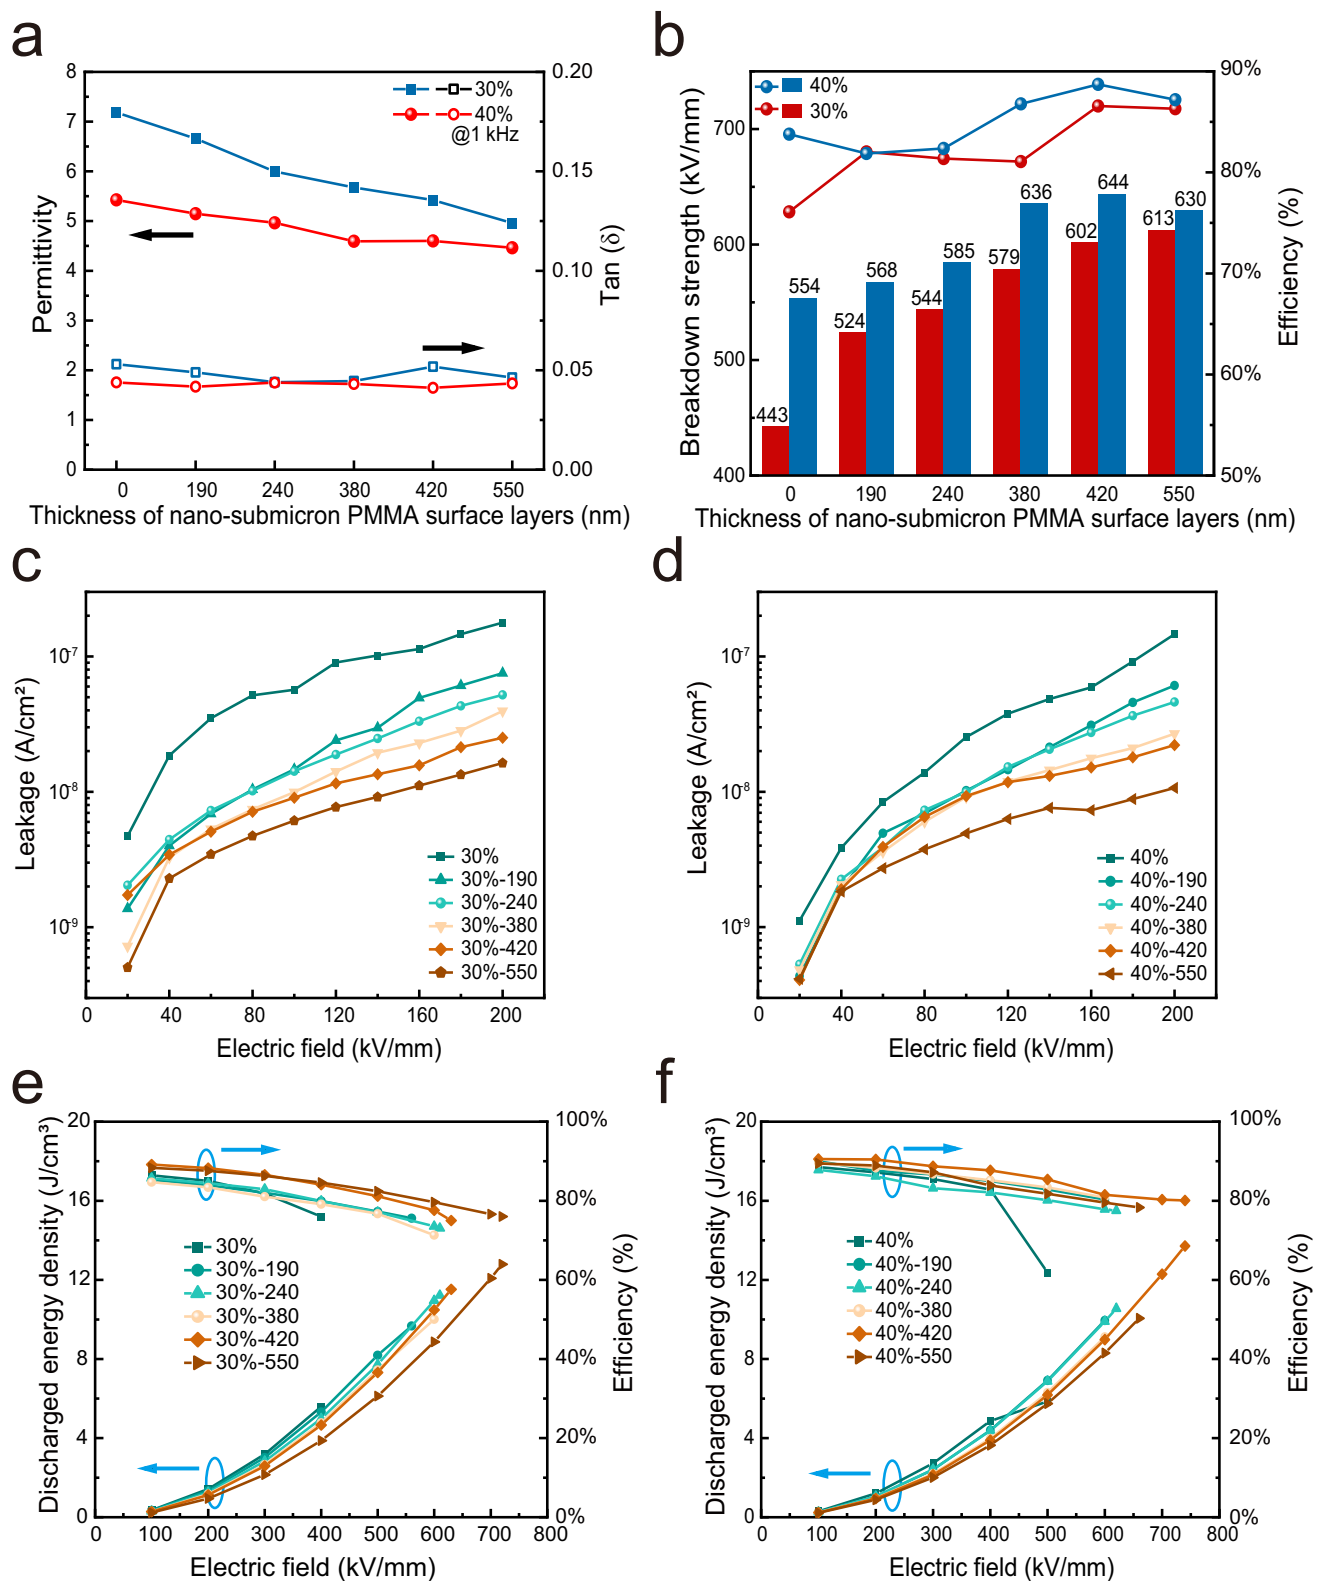 a
8
7
6
5
4
3
2
1
0
0.20
0.15
0.10
0.05
0.00
30%
40%
@1 kHz
Permittivity
Tan (δ)
0 190 240 380 420 550
Thickness of nano-submicron PMMA surface layers (nm)
b
700
600
500
400
90%
80%
70%
60%
50%
40%
30%
443 554 524 568 544 585 579 636 602 644 613 630
Breakdown strength (kV/mm)
Efficiency (%)
0 190 240 380 420 550
Thickness of nano-submicron PMMA surface layers (nm)
c
10⁻⁷
10⁻⁸
10⁻⁹
Leakage (A/cm²)
30%
30%-190
30%-240
30%-380
30%-420
30%-550
0 40 80 120 160 200
Electric field (kV/mm)
d
10⁻⁷
10⁻⁸
10⁻⁹
Leakage (A/cm²)
40%
40%-190
40%-240
40%-380
40%-420
40%-550
0 40 80 120 160 200
Electric field (kV/mm)
e
20
16
12
8
4
0
100%
80%
60%
40%
20%
0%
Discharged energy density (J/cm³)
Efficiency (%)
30%
30%-190
30%-240
30%-380
30%-420
30%-550
0 100 200 300 400 500 600 700 800
Electric field (kV/mm)
f
20
16
12
8
4
0
100%
80%
60%
40%
20%
0%
Discharged energy density (J/cm³)
Efficiency (%)
40%
40%-190
40%-240
40%-380
40%-420
40%-550
0 100 200 300 400 500 600 700 800
Electric field (kV/mm)